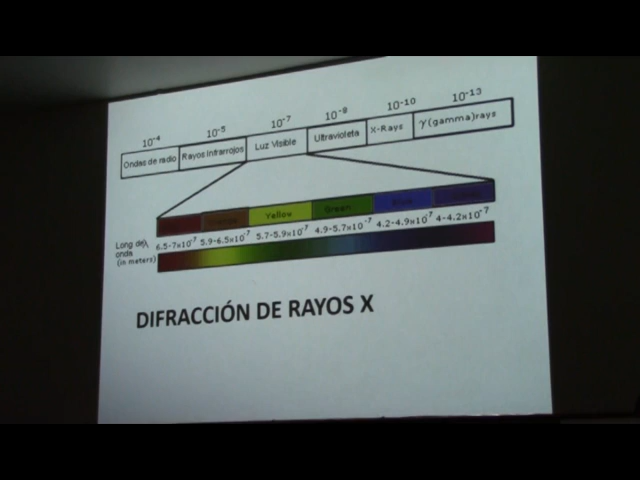 10⁻⁴ 10⁻⁵ 10⁻⁷ 10⁻⁹ 10⁻¹⁰ 10⁻¹³
Ondas de radio Rayos Infrarrojos Luz Visible Ultravioleta X-Rays γ (gamma) rays
Yellow Green Blue
6.5-7x10⁻⁷ 5.9-6.5x10⁻⁷ 5.7-5.9x10⁻⁷ 4.9-5.7x10⁻⁷ 4.2-4.9x10⁻⁷ 4-4.2x10⁻⁷
Long de λ
onda
(in meters)
DIFRACCIÓN DE RAYOS X